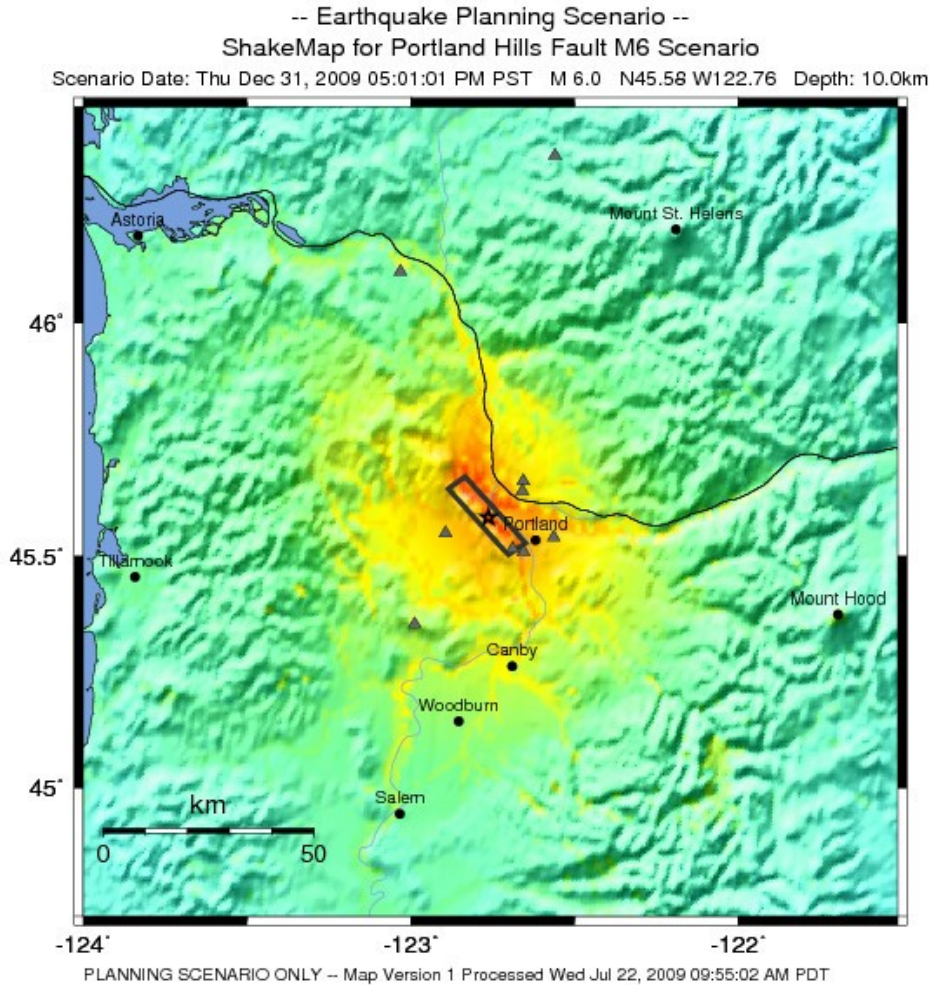 -- Earthquake Planning Scenario --
ShakeMap for Portland Hills Fault M6 Scenario
Scenario Date: Thu Dec 31, 2009 05:01:01 PM PST M 6.0 N45.58 W122.76 Depth: 10.0km
Mount St. Helens
Astoria
46˚
Portland
45.5˚
Tillamook
Mount Hood
Canby
Woodburn
45˚
Salem
km
0 50
-124˚ -123˚ -122˚
PLANNING SCENARIO ONLY -- Map Version 1 Processed Wed Jul 22, 2009 09:55:02 AM PDT